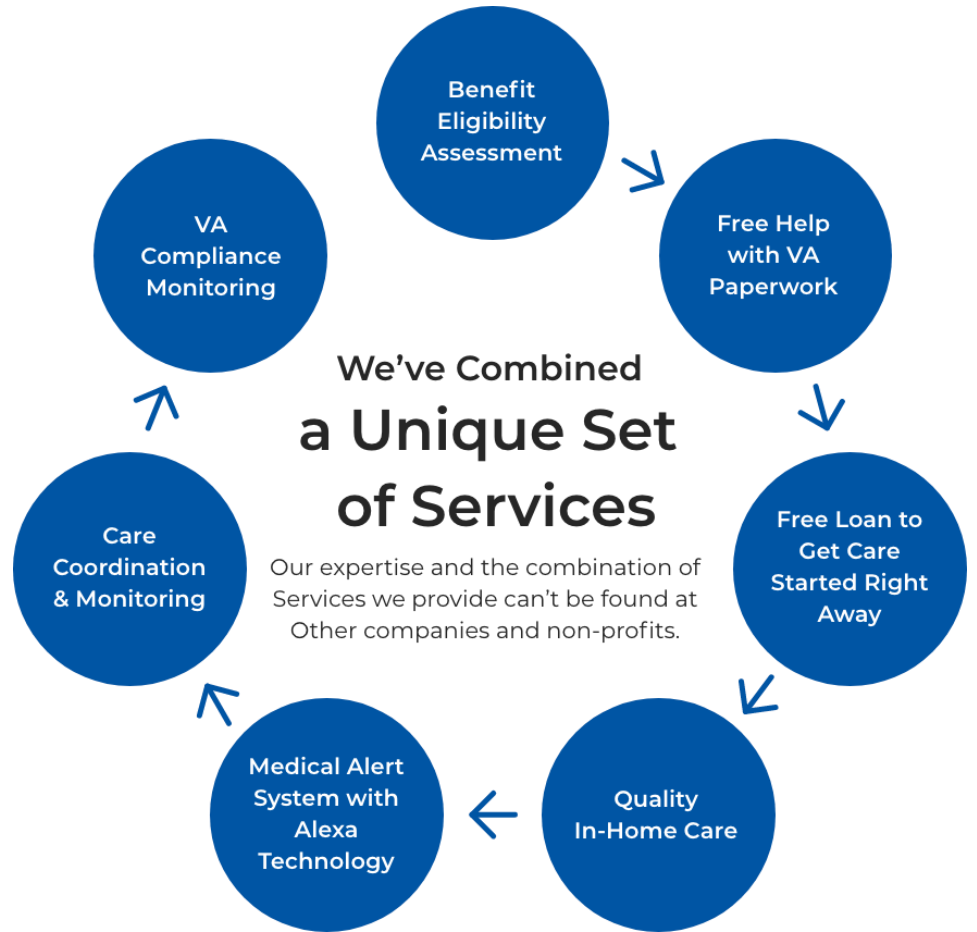 Benefit
Eligibility
Assessment
Free Help
with VA
Paperwork
Free Loan to
Get Care
Started Right
Away
Quality
In-Home Care
Medical Alert
System with
Alexa
Technology
Care
Coordination
& Monitoring
VA
Compliance
Monitoring
We’ve Combined
a Unique Set
of Services
Our expertise and the combination of
Services we provide can’t be found at
Other companies and non-profits.